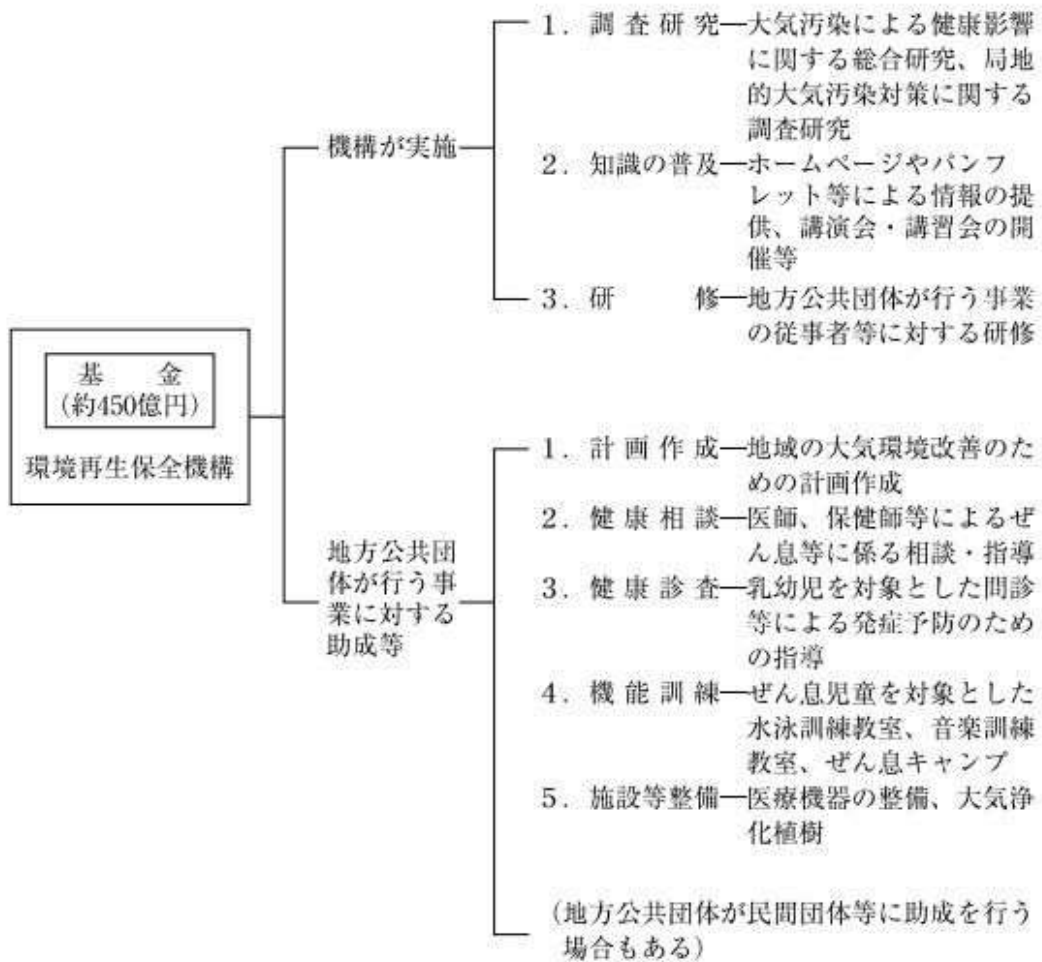 基 金
(約450億円)
環境再生保全機構
機構が実施
1．調査研究―大気汚染による健康影響
に関する総合研究、局地
的大気汚染対策に関する
調査研究
2．知識の普及―ホームページやパンフ
レット等による情報の提
供、講演会・講習会の開
催等
3．研 修―地方公共団体が行う事業
の従事者等に対する研修
地方公共団
体が行う事
業に対する
助成等
1．計画作成―地域の大気環境改善のた
めの計画作成
2．健康相談―医師、保健師等によるぜ
ん息等に係る相談・指導
3．健康診査―乳幼児を対象とした問診
等による発症予防のため
の指導
4．機能訓練―ぜん息児童を対象とした
水泳訓練教室、音楽訓練
教室、ぜん息キャンプ
5．施設等整備―医療機器の整備、大気浄
化植樹
(地方公共団体が民間団体等に助成を行う
場合もある)